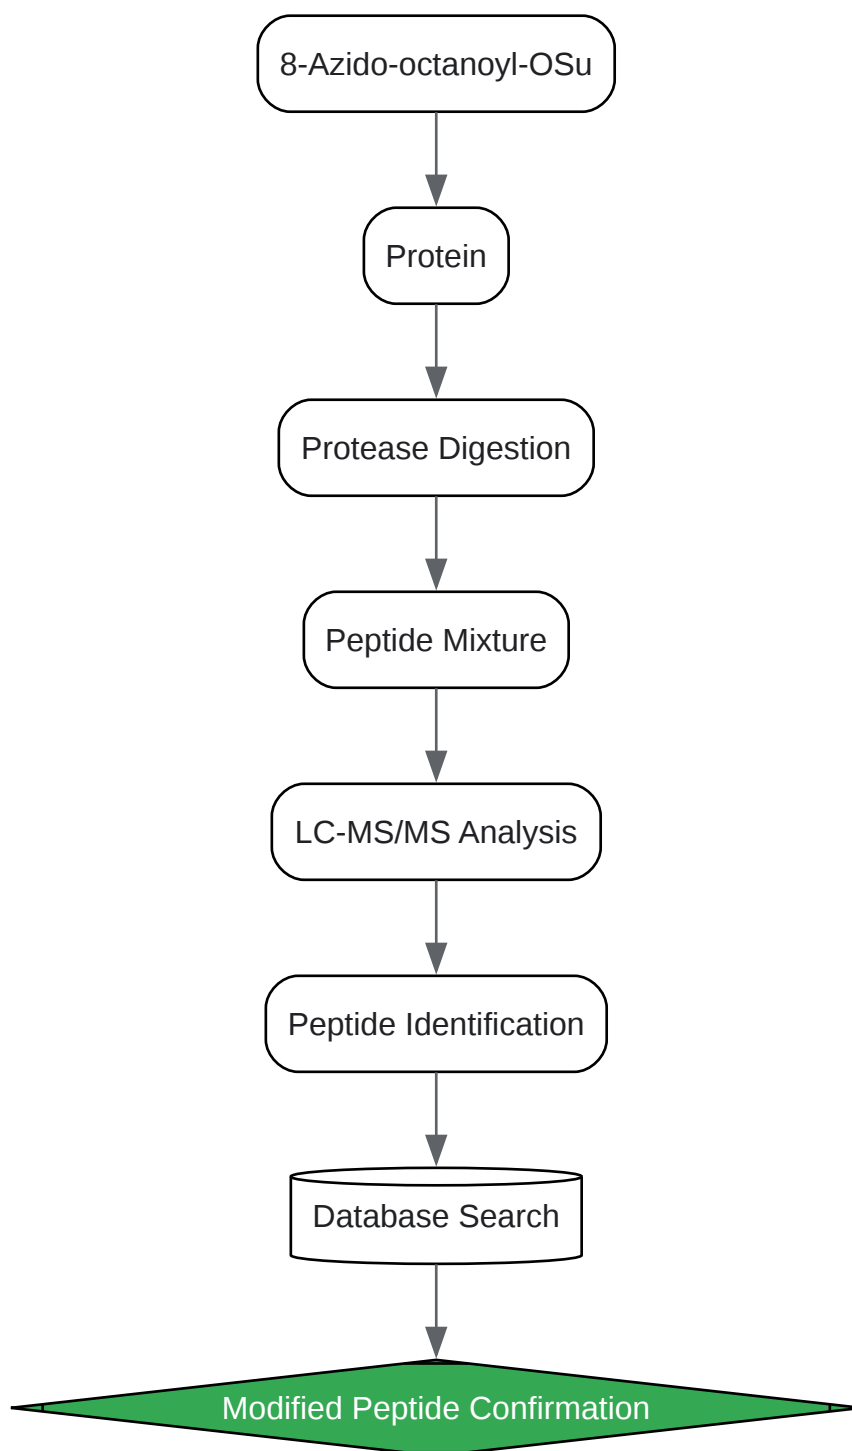 8-Azido-octanoyl-OSu
Protein
Protease Digestion
Peptide Mixture
LC-MS/MS Analysis
Peptide Identification
Database Search
Modified Peptide Confirmation